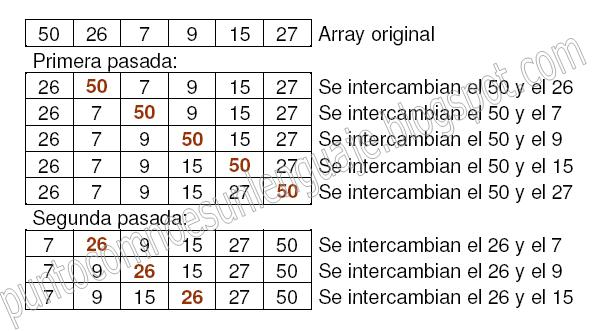 50 26 7 9 15 27 Array original
Primera pasada:
26 50 7 9 15 27 Se intercambian el 50 y el 26
26 7 50 9 15 27 Se intercambian el 50 y el 7
26 7 9 50 15 27 Se intercambian el 50 y el 9
26 7 9 15 50 27 Se intercambian el 50 y el 15
26 7 9 15 27 50 Se intercambian el 50 y el 27
Segunda pasada:
7 26 9 15 27 50 Se intercambian el 26 y el 7
7 9 26 15 27 50 Se intercambian el 26 y el 9
7 9 15 26 27 50 Se intercambian el 26 y el 15
puntocomnoesunlenguaje.blogspot.com